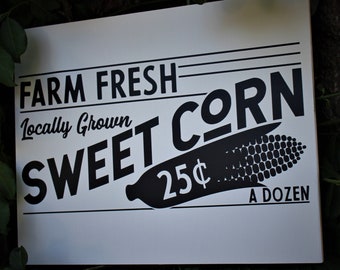 FARM FRESH
Locally Grown
SWEET CORN
25¢
A DOZEN